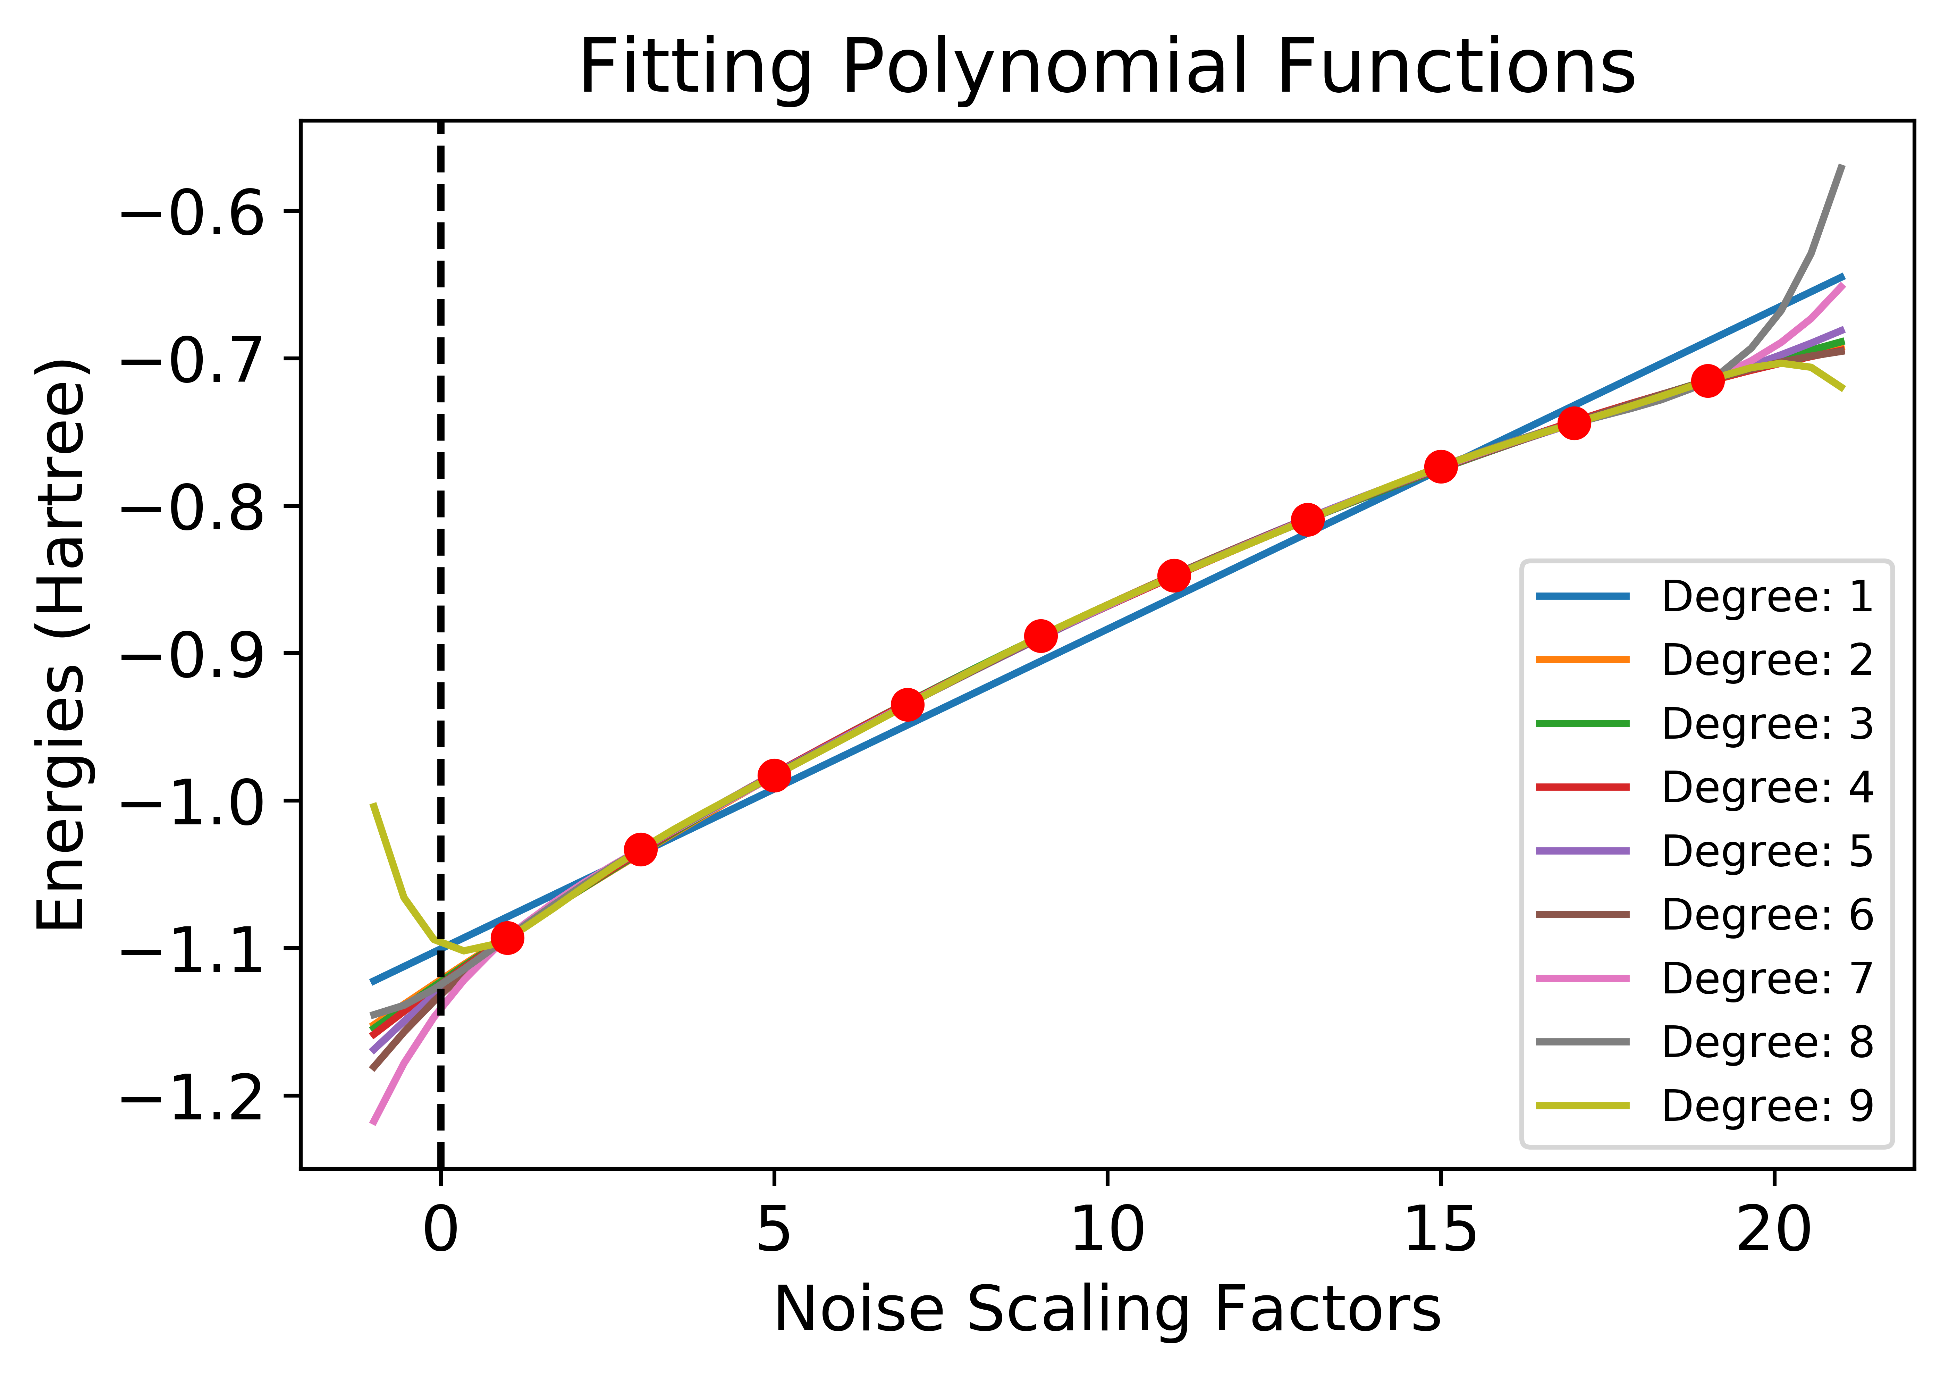 Fitting Polynomial Functions
Energies (Hartree)
−0.6
−0.7
−0.8
−0.9
−1.0
−1.1
−1.2
0 5 10 15 20
Noise Scaling Factors
Degree: 1
Degree: 2
Degree: 3
Degree: 4
Degree: 5
Degree: 6
Degree: 7
Degree: 8
Degree: 9